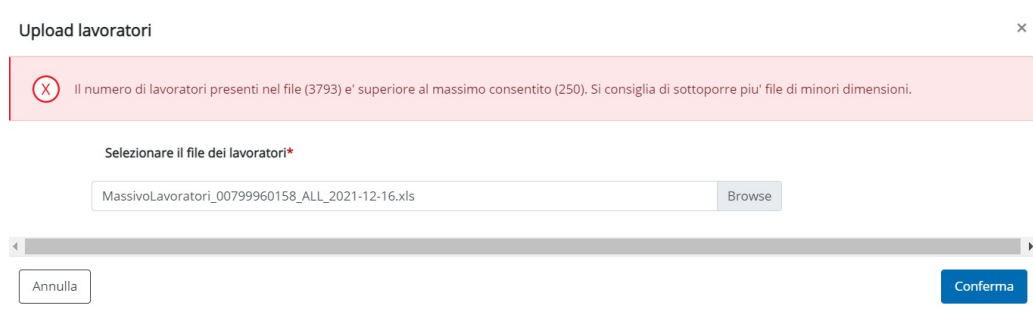 Upload lavoratori
×
X Il numero di lavoratori presenti nel file (3793) e' superiore al massimo consentito (250). Si consiglia di sottoporre piu' file di minori dimensioni.
Selezionare il file dei lavoratori*
MassivoLavoratori_00799960158_ALL_2021-12-16.xls Browse
Annulla Conferma